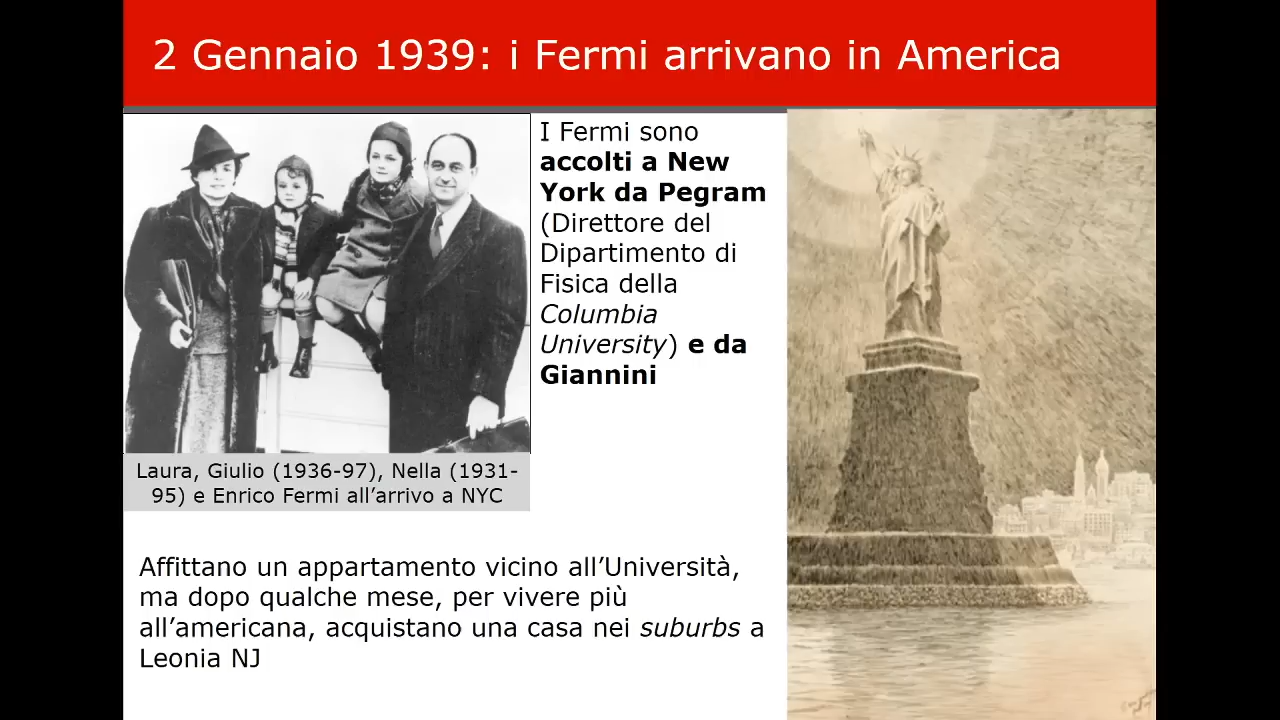 2 Gennaio 1939: i Fermi arrivano in America
I Fermi sono
accolti a New
York da Pegram
(Direttore del
Dipartimento di
Fisica della
Columbia
University) e da
Giannini
Laura, Giulio (1936-97), Nella (1931-
95) e Enrico Fermi all’arrivo a NYC
Affittano un appartamento vicino all’Università,
ma dopo qualche mese, per vivere più
all’americana, acquistano una casa nei suburbs a
Leonia NJ